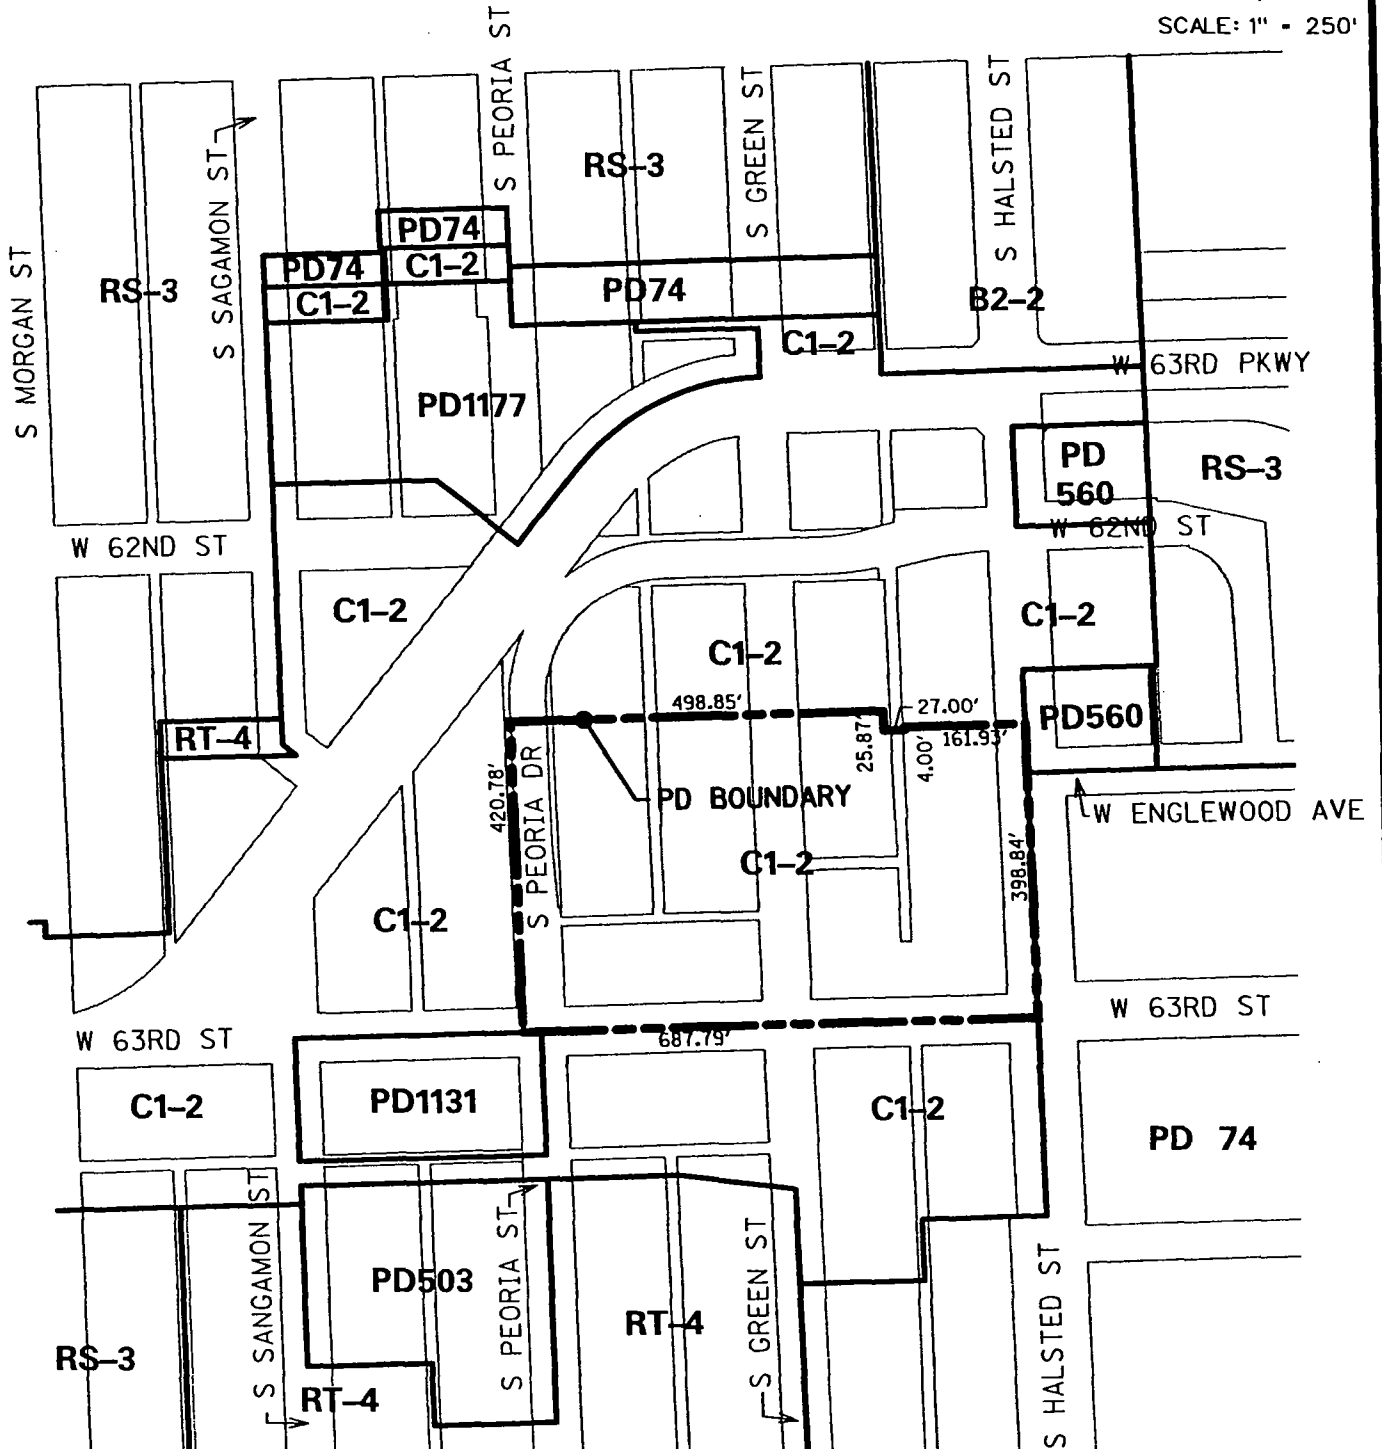 SCALE: 1" - 250'
S PEORIA ST
S GREEN ST
S HALSTED ST
S SAGAMON ST
S MORGAN ST
RS-3
RS-3
PD74
C1-2
PD74
C1-2
PD74
B2-2
C1-2
W 63RD PKWY
PD1177
PD
560
RS-3
W 62ND ST
W 62ND ST
C1-2
C1-2
C1-2
498.85'
27.00'
PD560
RT-4
25.87'
4.00'
161.93'
420.78'
S PEORIA DR
PD BOUNDARY
W ENGLEWOOD AVE
C1-2
398.84'
C1-2
W 63RD ST
W 63RD ST
687.79'
C1-2
PD1131
C1-2
PD 74
S SANGAMON ST
S PEORIA ST
S GREEN ST
S HALSTED ST
PD503
RT-4
RS-3
RT-4